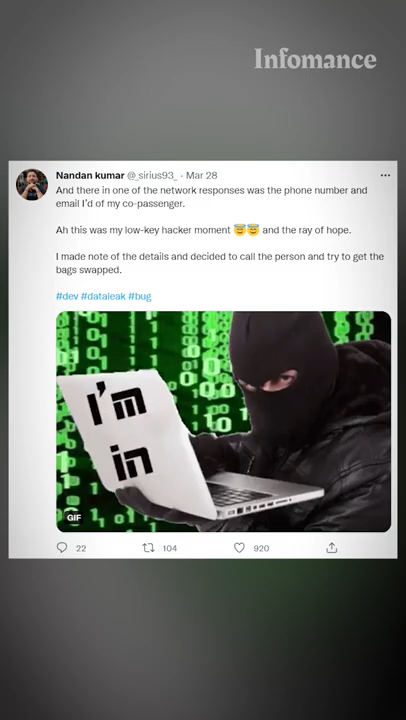 Infomance
Nandan kumar @_sirius93_ · Mar 28
And there in one of the network responses was the phone number and
email I'd of my co-passenger.
Ah this was my low-key hacker moment 😇😇 and the ray of hope.
I made note of the details and decided to call the person and try to get the
bags swapped.
#dev #dataleak #bug
I'm
in
GIF
22 104 920